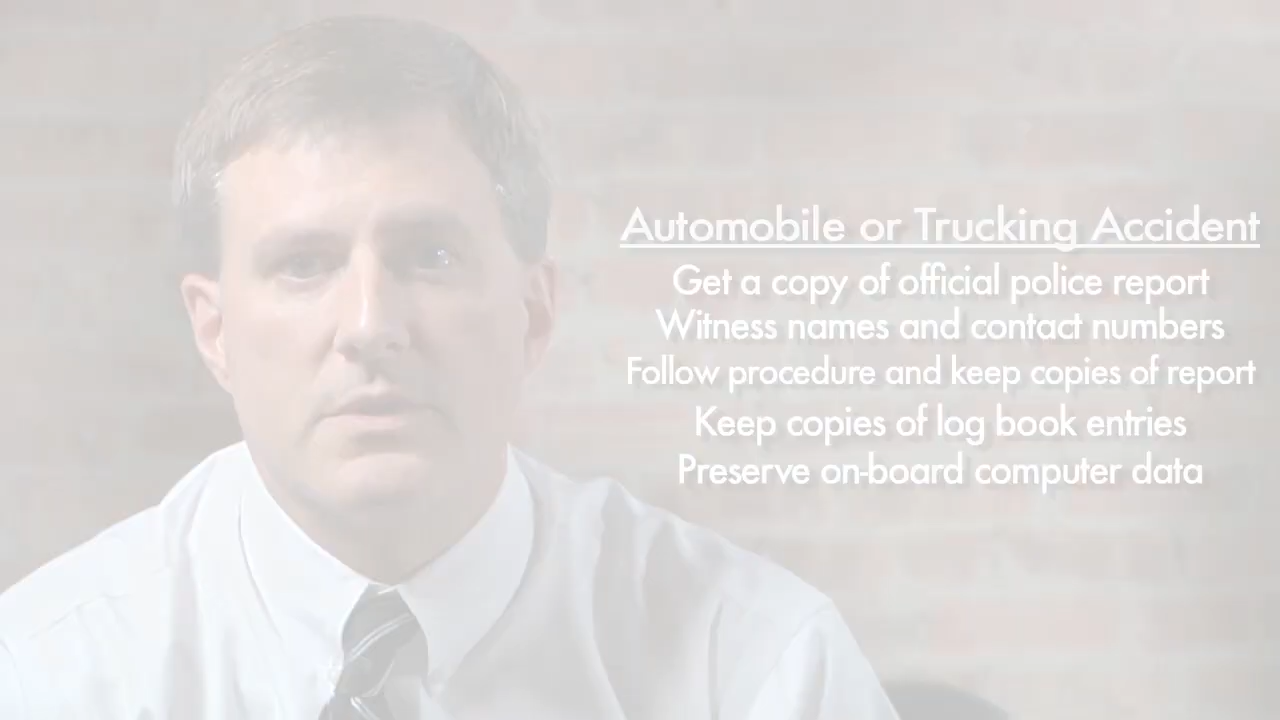 Automobile or Trucking Accident
Get a copy of official police report
Witness names and contact numbers
Follow procedure and keep copies of report
Keep copies of log book entries
Preserve on-board computer data